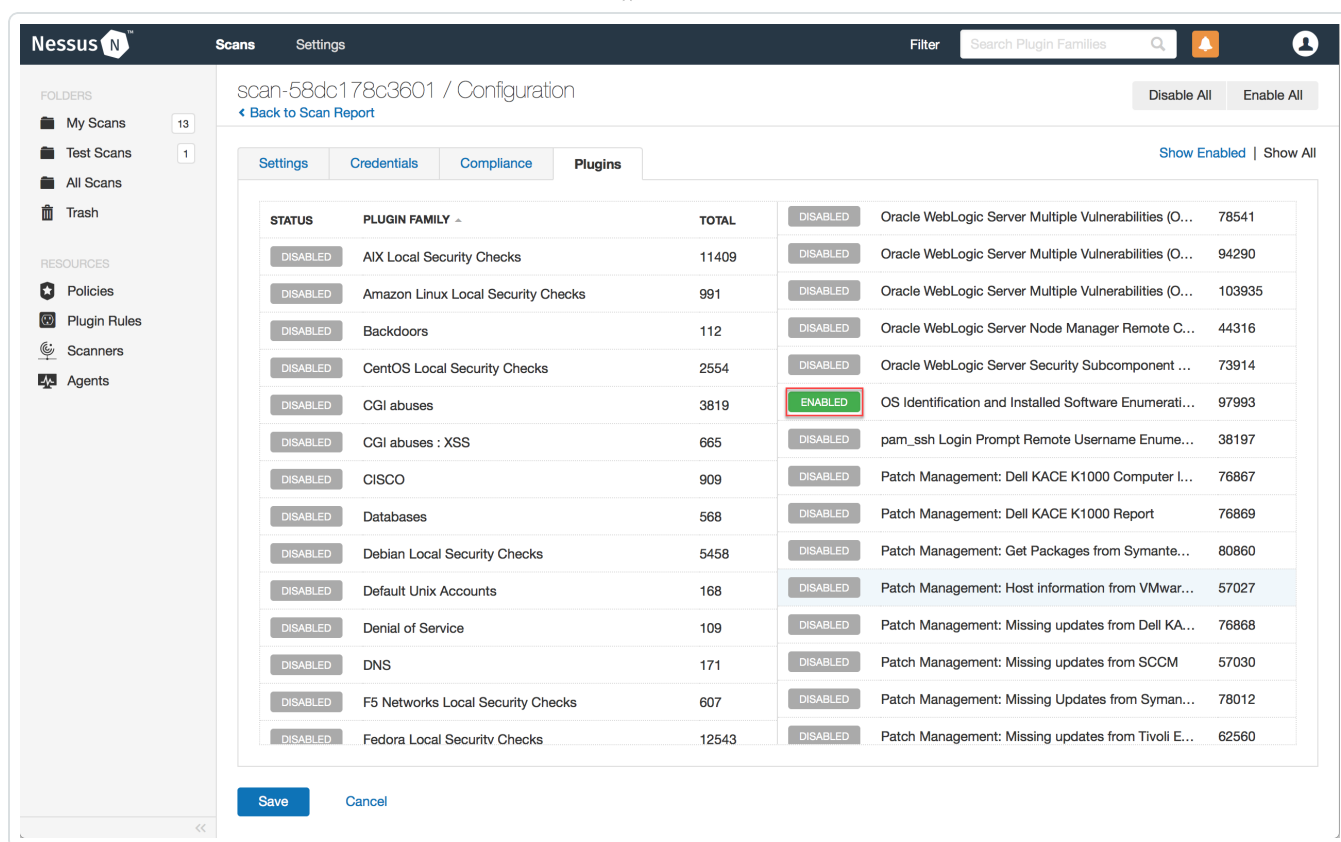 Nessus N ™
Scans Settings
Filter Search Plugin Families
FOLDERS
My Scans 13
Test Scans 1
All Scans
Trash
RESOURCES
Policies
Plugin Rules
Scanners
Agents
scan-58dc178c3601 / Configuration
Back to Scan Report
Disable All Enable All
Settings Credentials Compliance Plugins
Show Enabled | Show All
STATUS PLUGIN FAMILY TOTAL
DISABLED AIX Local Security Checks 11409
DISABLED Amazon Linux Local Security Checks 991
DISABLED Backdoors 112
DISABLED CentOS Local Security Checks 2554
DISABLED CGI abuses 3819
DISABLED CGI abuses : XSS 665
DISABLED CISCO 909
DISABLED Databases 568
DISABLED Debian Local Security Checks 5458
DISABLED Default Unix Accounts 168
DISABLED Denial of Service 109
DISABLED DNS 171
DISABLED F5 Networks Local Security Checks 607
DISABLED Fedora Local Security Checks 12543
DISABLED Oracle WebLogic Server Multiple Vulnerabilities (O... 78541
DISABLED Oracle WebLogic Server Multiple Vulnerabilities (O... 94290
DISABLED Oracle WebLogic Server Multiple Vulnerabilities (O... 103935
DISABLED Oracle WebLogic Server Node Manager Remote C... 44316
DISABLED Oracle WebLogic Server Security Subcomponent ... 73914
ENABLED OS Identification and Installed Software Enumerati... 97993
DISABLED pam_ssh Login Prompt Remote Username Enume... 38197
DISABLED Patch Management: Dell KACE K1000 Computer I... 76867
DISABLED Patch Management: Dell KACE K1000 Report 76869
DISABLED Patch Management: Get Packages from Symante... 80860
DISABLED Patch Management: Host information from VMwar... 57027
DISABLED Patch Management: Missing updates from Dell KA... 76868
DISABLED Patch Management: Missing updates from SCCM 57030
DISABLED Patch Management: Missing Updates from Syman... 78012
DISABLED Patch Management: Missing updates from Tivoli E... 62560
Save Cancel